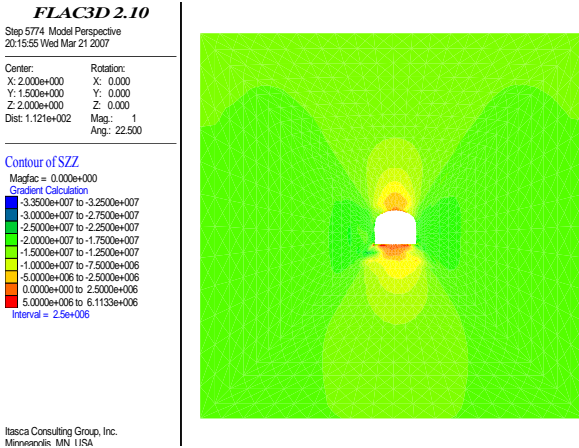 FLAC3D 2.10
Step 5774 Model Perspective
20:15:55 Wed Mar 21 2007
Center:
X: 2.000e+000
Y: 1.500e+000
Z: 2.000e+000
Dist: 1.121e+002
Rotation:
X: 0.000
Y: 0.000
Z: 0.000
Mag.: 1
Ang.: 22.500
Contour of SZZ
Magfac = 0.000e+000
Gradient Calculation
-3.3500e+007 to -3.2500e+007
-3.0000e+007 to -2.7500e+007
-2.5000e+007 to -2.2500e+007
-2.0000e+007 to -1.7500e+007
-1.5000e+007 to -1.2500e+007
-1.0000e+007 to -7.5000e+006
-5.0000e+006 to -2.5000e+006
0.0000e+000 to 2.5000e+006
5.0000e+006 to 6.1133e+006
Interval = 2.5e+006
Itasca Consulting Group, Inc.
Minneapolis, MN USA